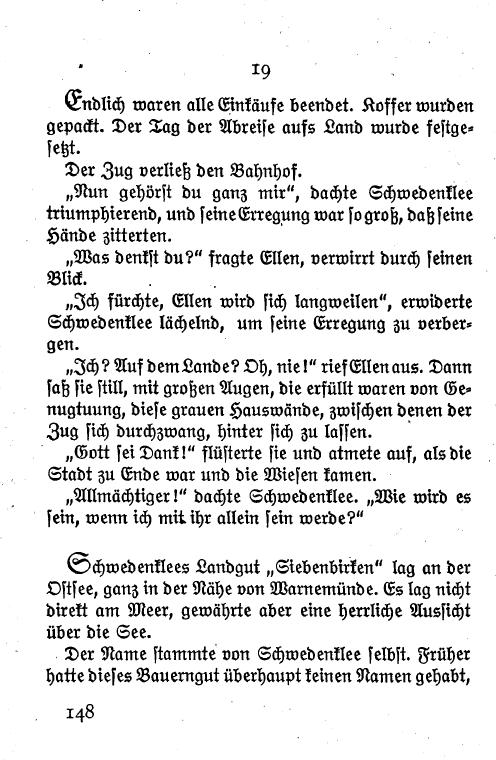 19
Endlich waren alle Einkäufe beendet. Koffer wurden
gepackt. Der Tag der Abreise aufs Land wurde festge-
setzt.
Der Zug verließ den Bahnhof.
„Nun gehörst du ganz mir“, dachte Schwedenklee
triumphierend, und seine Erregung war so groß, daß seine
Hände zitterten.
„Was denkst du?“ fragte Ellen, verwirrt durch seinen
Blick.
„Ich fürchte, Ellen wird sich langweilen“, erwiderte
Schwedenklee lächelnd, um seine Erregung zu verber-
gen.
„Ich? Auf dem Lande? Oh, nie!“ rief Ellen aus. Dann
saß sie still, mit großen Augen, die erfüllt waren von Ge-
nugtuung, diese grauen Hauswände, zwischen denen der
Zug sich durchzwang, hinter sich zu lassen.
„Gott sei Dank!“ flüsterte sie und atmete auf, als die
Stadt zu Ende war und die Wiesen kamen.
„Allmächtiger!“ dachte Schwedenklee. „Wie wird es
sein, wenn ich mit ihr allein sein werde?“
Schwedenklees Landgut „Siebenbirken“ lag an der
Ostsee, ganz in der Nähe von Warnemünde. Es lag nicht
direkt am Meer, gewährte aber eine herrliche Aussicht
über die See.
Der Name stammte von Schwedenklee selbst. Früher
hatte dieses Bauerngut überhaupt keinen Namen gehabt,
148